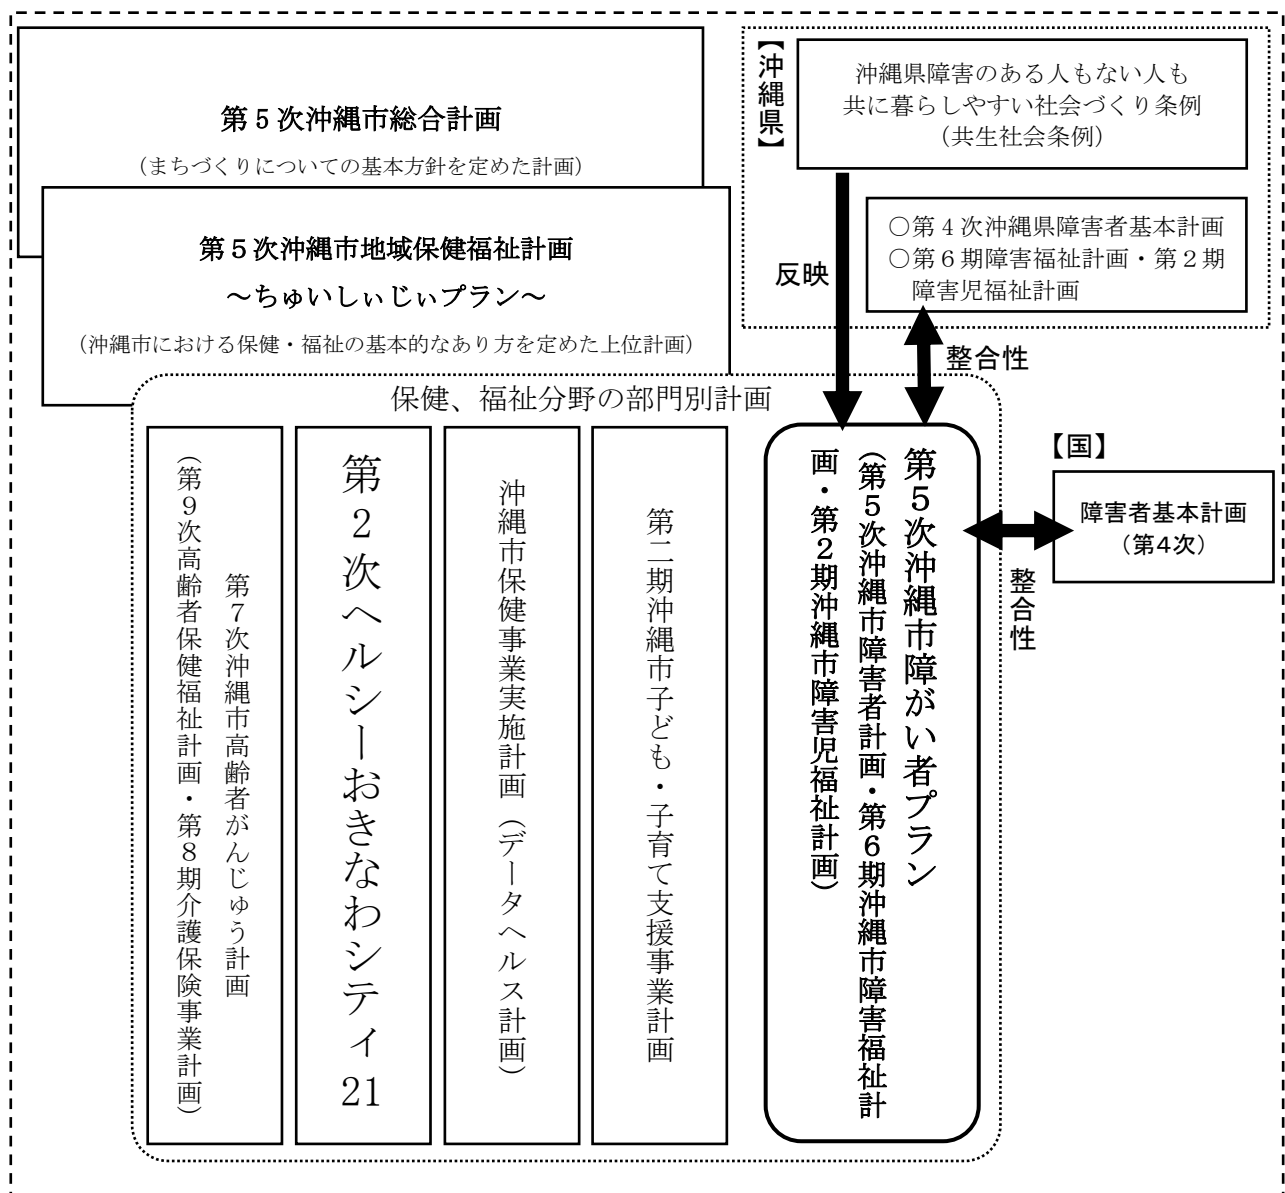 第５次沖縄市総合計画
（まちづくりについての基本方針を定めた計画）
第５次沖縄市地域保健福祉計画
～ちゅいしぃじぃプラン～
（沖縄市における保健・福祉の基本的なあり方を定めた上位計画）
【沖縄県】
沖縄県障害のある人もない人も
共に暮らしやすい社会づくり条例
（共生社会条例）
○第４次沖縄県障害者基本計画
○第６期障害福祉計画・第２期
障害児福祉計画
反映
整合性
保健、福祉分野の部門別計画
第５次沖縄市障がい者プラン
（第５次沖縄市障害者計画・第６期沖縄市障害福祉計
画・第２期沖縄市障害児福祉計画）
第二期沖縄市子ども・子育て支援事業計画
沖縄市保健事業実施計画（データヘルス計画）
第２次ヘルシーおきなわシティ21
第７次沖縄市高齢者がんじゅう計画
（第９次高齢者保健福祉計画・第８期介護保険事業計画）
【国】
障害者基本計画
（第４次）
整合性